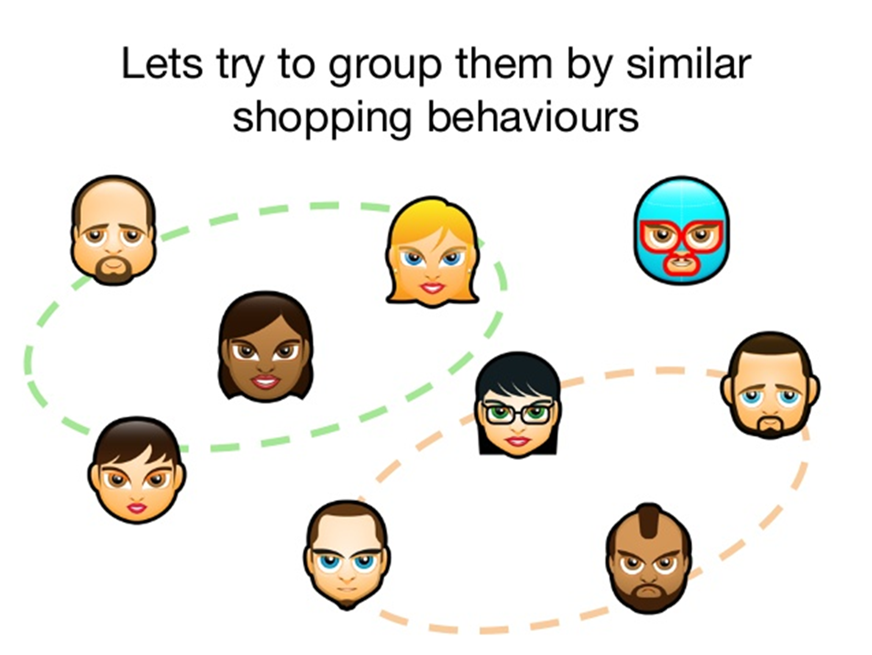 Lets try to group them by similar
shopping behaviours